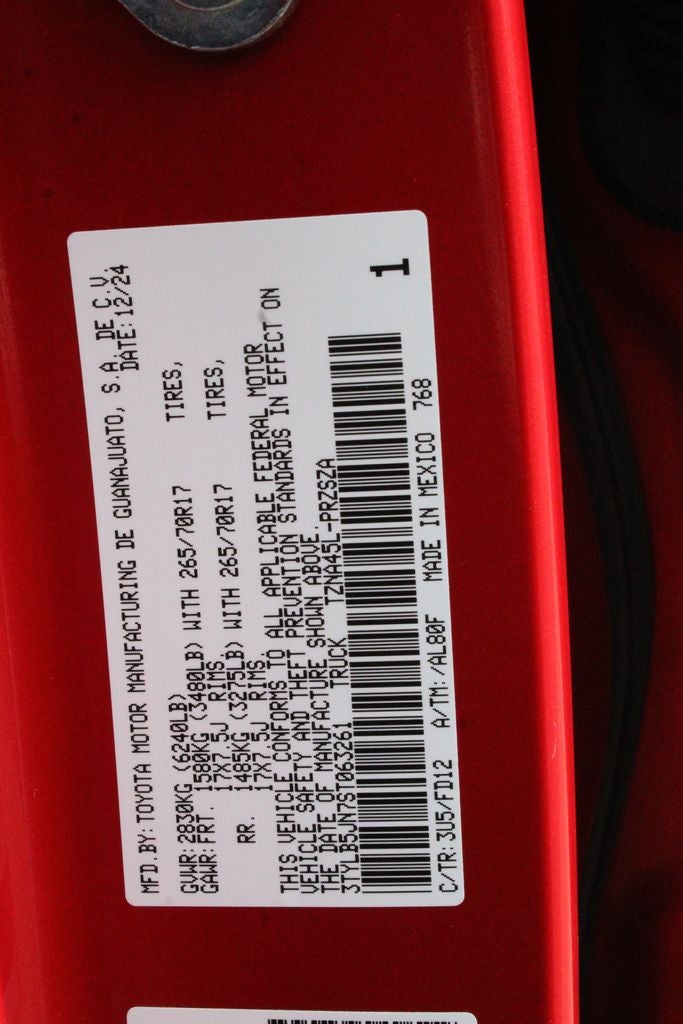 MFD.BY: TOYOTA MOTOR MANUFACTURING DE GUANAJUATO, S.A. DE C.V.
DATE: 12/24
GVWR: 2830KG (6240LB)
GAWR: FRT. 1580KG (3480LB) WITH 265/70R17 TIRES,
17X7.5J RIMS,
RR. 1485KG (3275LB) WITH 265/70R17 TIRES,
17X7.5J RIMS,
THIS VEHICLE CONFORMS TO ALL APPLICABLE FEDERAL MOTOR
VEHICLE SAFETY AND THEFT PREVENTION STANDARDS IN EFFECT ON
THE DATE OF MANUFACTURE SHOWN ABOVE.
3TYLB5JN7ST063261 TRUCK TZNA45L-PRZSZA
1
C/TR: 3U5/FD12 A/TM: /AL80F MADE IN MEXICO 768